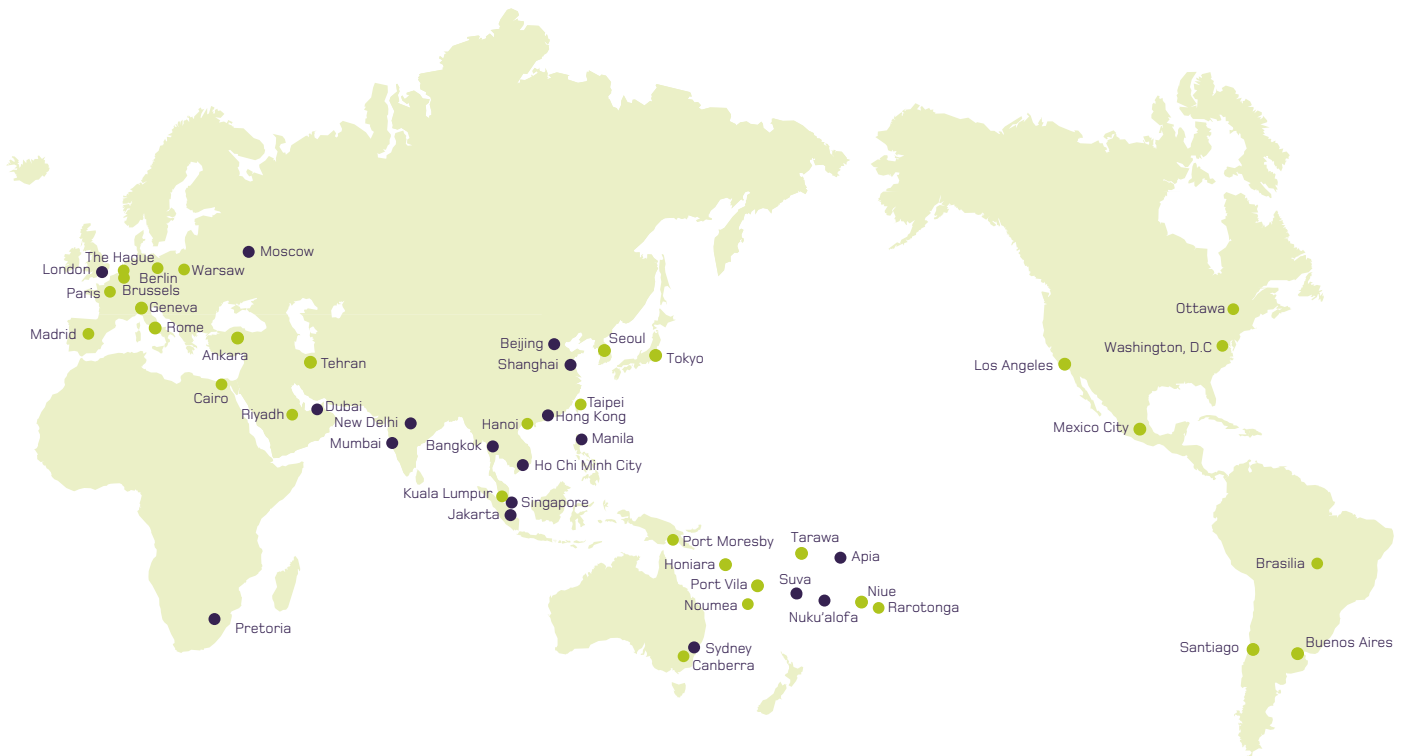 Moscow
The Hague
London
Warsaw
Berlin
Brussels
Paris
Geneva
Ottawa
Rome
Madrid
Seoul
Beijing
Washington, D.C
Ankara
Tokyo
Tehran
Shanghai
Los Angeles
Cairo
Taipei
Dubai
Riyadh
Hong Kong
New Delhi
Hanoi
Mexico City
Manila
Mumbai
Bangkok
Ho Chi Minh City
Kuala Lumpur
Singapore
Jakarta
Tarawa
Port Moresby
Apia
Honiara
Brasilia
Suva
Port Vila
Niue
Noumea
Rarotonga
Nuku'alofa
Pretoria
Buenos Aires
Sydney
Santiago
Canberra